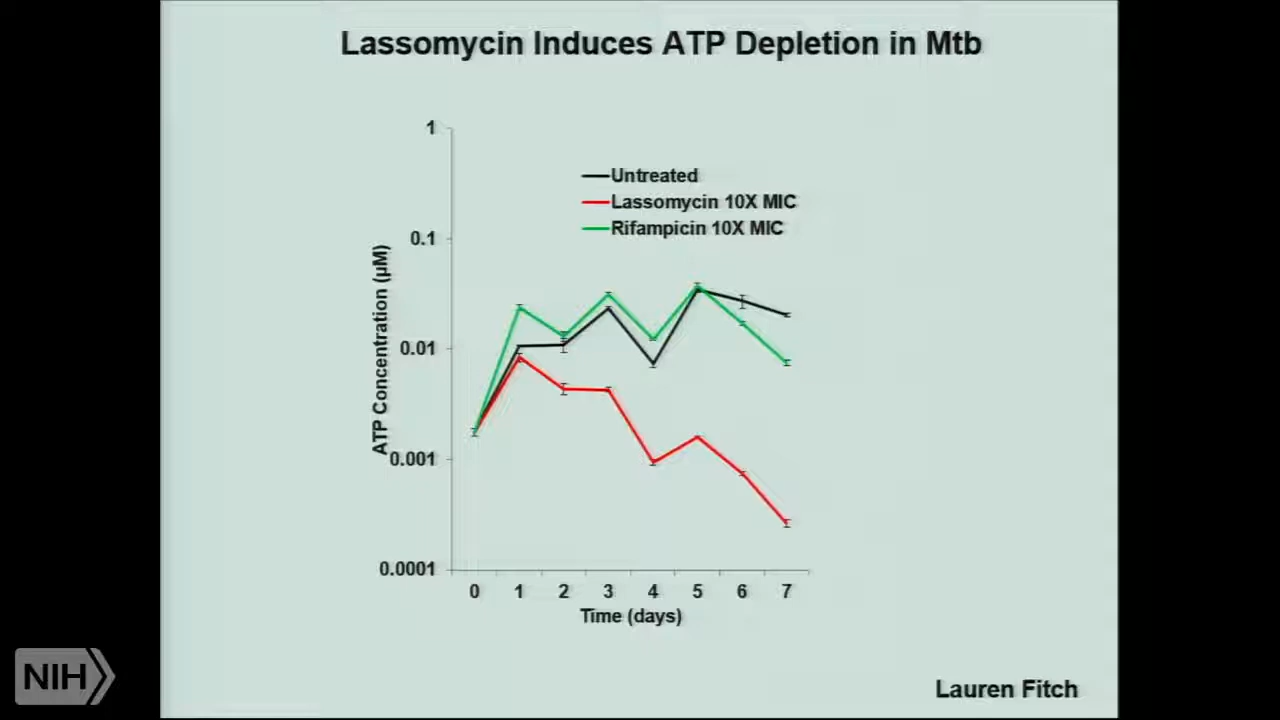 Lassomycin Induces ATP Depletion in Mtb
1
Untreated
Lassomycin 10X MIC
Rifampicin 10X MIC
0.1
ATP Concentration (µM)
0.01
0.001
0.0001
0 1 2 3 4 5 6 7
Time (days)
NIH
Lauren Fitch